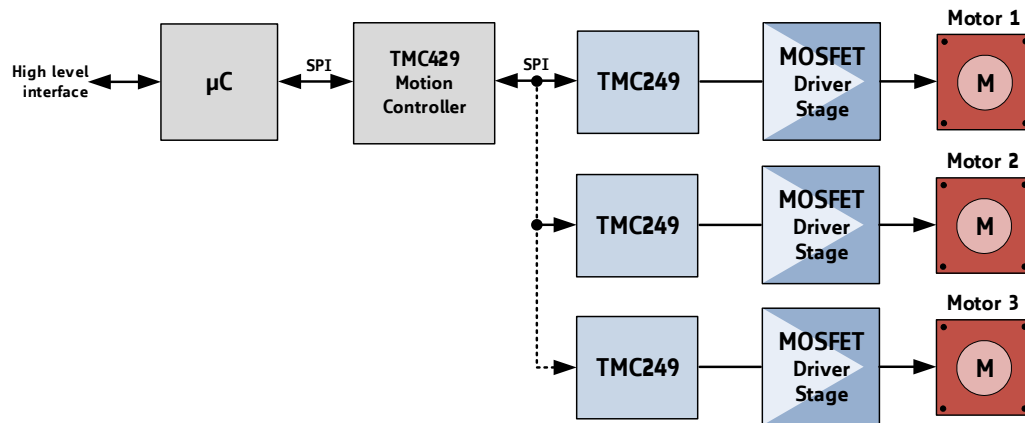 High level
interface
µC
SPI
TMC429
Motion
Controller
SPI
TMC249
MOSFET
Driver
Stage
Motor 1
M
TMC249
MOSFET
Driver
Stage
Motor 2
M
TMC249
MOSFET
Driver
Stage
Motor 3
M